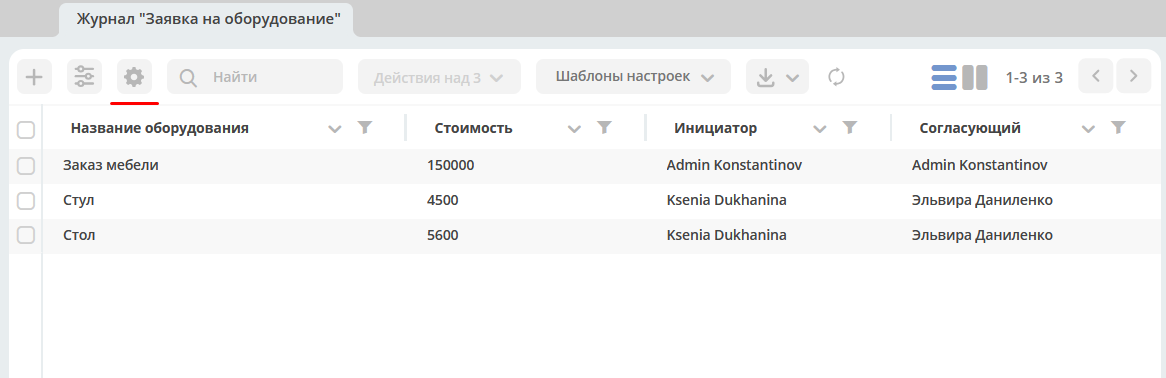 Журнал "Заявка на оборудование"
Найти Действия над 3 Шаблоны настроек 1-3 из 3
Название оборудования Стоимость Инициатор Согласующий
Заказ мебели 150000 Admin Konstantinov Admin Konstantinov
Стул 4500 Ksenia Dukhanina Эльвира Даниленко
Стол 5600 Ksenia Dukhanina Эльвира Даниленко